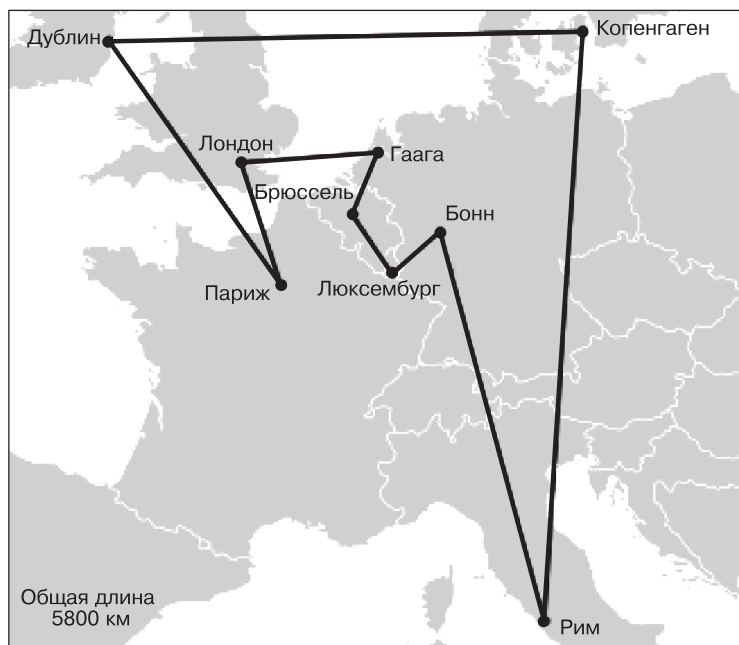 Дублин
Копенгаген
Лондон
Гаага
Брюссель
Бонн
Париж
Люксембург
Общая длина
5800 км
Рим